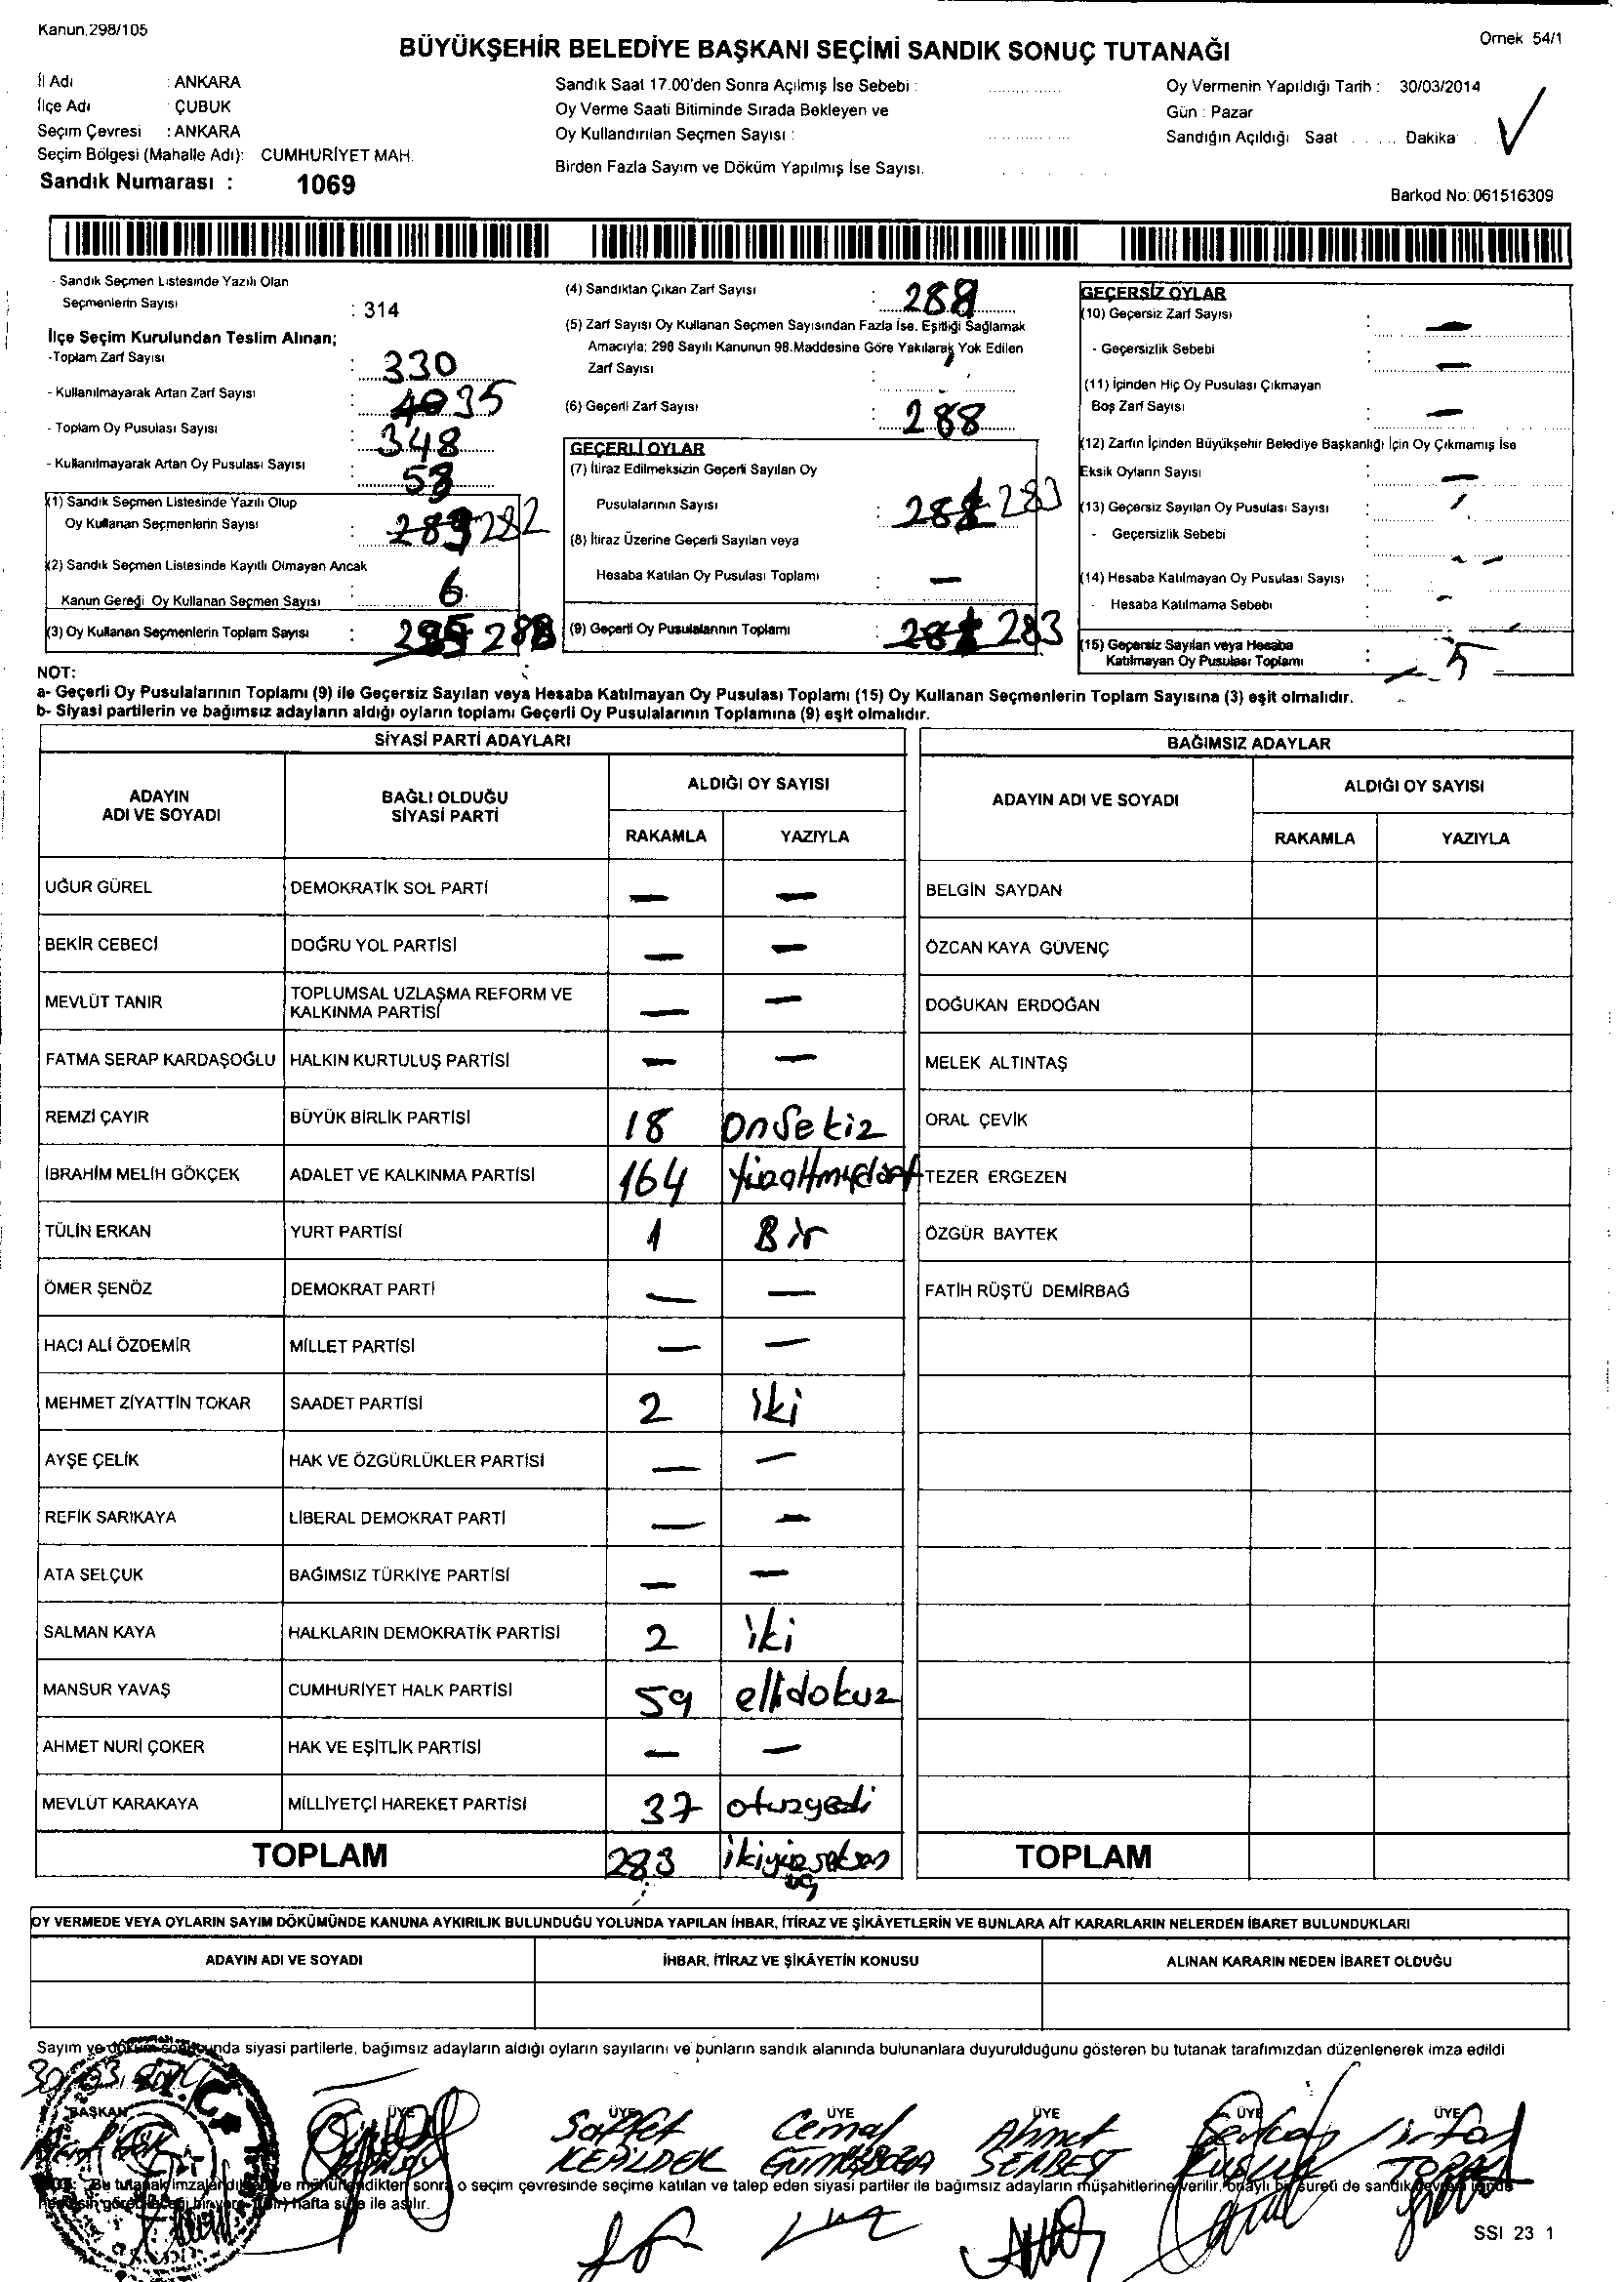 Kanun.298/105
Örnek 54/1
BÜYÜKŞEHİR BELEDİYE BAŞKANI SEÇİMİ SANDIK SONUÇ TUTANAĞI
İl Adı : ANKARA
İlçe Adı ÇUBUK
Seçim Çevresi : ANKARA
Seçim Bölgesi (Mahalle Adı): CUMHURİYET MAH.
Sandık Numarası : 1069
Sandık Saat 17.00'den Sonra Açılmış İse Sebebi :
Oy Verme Saati Bitiminde Sırada Bekleyen ve
Oy Kullandırılan Seçmen Sayısı :
Birden Fazla Sayım ve Döküm Yapılmış İse Sayısı.
Oy Vermenin Yapıldığı Tarih : 30/03/2014
Gün : Pazar
Sandığın Açıldığı Saat ..... Dakika
Barkod No: 061516309
- Sandık Seçmen Listesinde Yazılı Olan
Seçmenlerin Sayısı : 314
İlçe Seçim Kurulundan Teslim Alınan;
-Toplam Zarf Sayısı : 330
- Kullanılmayarak Artan Zarf Sayısı : 40 35
- Toplam Oy Pusulası Sayısı : 348
- Kullanılmayarak Artan Oy Pusulası Sayısı :
(1) Sandık Seçmen Listesinde Yazılı Olup
Oy Kullanan Seçmenlerin Sayısı : 289 282
(2) Sandık Seçmen Listesinde Kayıtlı Olmayan Ancak
Kanun Gereği Oy Kullanan Seçmen Sayısı : 6
(3) Oy Kullanan Seçmenlerin Toplam Sayısı : 288
(4) Sandıktan Çıkan Zarf Sayısı : 288
(5) Zarf Sayısı Oy Kullanan Seçmen Sayısından Fazla İse. Eşitliği Sağlamak
Amacıyla; 298 Sayılı Kanunun 98.Maddesine Göre Yakılarak Yok Edilen
Zarf Sayısı :
(6) Geçerli Zarf Sayısı : 288
GEÇERLİ OYLAR
(7) İtiraz Edilmeksizin Geçerli Sayılan Oy
Pusulalarının Sayısı : 283
(8) İtiraz Üzerine Geçerli Sayılan veya
Hesaba Katılan Oy Pusulası Toplamı : —
(9) Geçerli Oy Pusulalarının Toplamı : 283
GEÇERSİZ OYLAR
(10) Geçersiz Zarf Sayısı : —
- Geçersizlik Sebebi : —
(11) İçinden Hiç Oy Pusulası Çıkmayan
Boş Zarf Sayısı : —
(12) Zarfın İçinden Büyükşehir Belediye Başkanlığı İçin Oy Çıkmamış İse
Eksik Oyların Sayısı : —
(13) Geçersiz Sayılan Oy Pusulası Sayısı :
- Geçersizlik Sebebi :
(14) Hesaba Katılmayan Oy Pusulası Sayısı :
- Hesaba Katılmama Sebebi :
(15) Geçersiz Sayılan veya Hesaba
Katılmayan Oy Pusulası Toplamı : 5
NOT:
a- Geçerli Oy Pusulalarının Toplamı (9) ile Geçersiz Sayılan veya Hesaba Katılmayan Oy Pusulası Toplamı (15) Oy Kullanan Seçmenlerin Toplam Sayısına (3) eşit olmalıdır.
b- Siyasi partilerin ve bağımsız adayların aldığı oyların toplamı Geçerli Oy Pusulalarının Toplamına (9) eşit olmalıdır.
SİYASİ PARTİ ADAYLARI
ADAYIN ADI VE SOYADI BAĞLI OLDUĞU SİYASİ PARTİ ALDIĞI OY SAYISI
RAKAMLA YAZIYLA
UĞUR GÜREL DEMOKRATİK SOL PARTİ — —
BEKİR CEBECİ DOĞRU YOL PARTİSİ — —
MEVLÜT TANIR TOPLUMSAL UZLAŞMA REFORM VE KALKINMA PARTİSİ — —
FATMA SERAP KARDAŞOĞLU HALKIN KURTULUŞ PARTİSİ — —
REMZİ ÇAYIR BÜYÜK BİRLİK PARTİSİ 18 Onsekiz
İBRAHİM MELİH GÖKÇEK ADALET VE KALKINMA PARTİSİ 164 Yüzaltmışdört
TÜLİN ERKAN YURT PARTİSİ 1 Bir
ÖMER ŞENÖZ DEMOKRAT PARTİ — —
HACI ALİ ÖZDEMİR MİLLET PARTİSİ — —
MEHMET ZİYATTİN TOKAR SAADET PARTİSİ 2 iki
AYŞE ÇELİK HAK VE ÖZGÜRLÜKLER PARTİSİ — —
REFİK SARIKAYA LİBERAL DEMOKRAT PARTİ — —
ATA SELÇUK BAĞIMSIZ TÜRKİYE PARTİSİ — —
SALMAN KAYA HALKLARIN DEMOKRATİK PARTİSİ 2 iki
MANSUR YAVAŞ CUMHURİYET HALK PARTİSİ 59 ellidokuz
AHMET NURİ ÇOKER HAK VE EŞİTLİK PARTİSİ — —
MEVLÜT KARAKAYA MİLLİYETÇİ HAREKET PARTİSİ 37 otuzyedi
TOPLAM 283 ikiyüzseksen
üç
BAĞIMSIZ ADAYLAR
ADAYIN ADI VE SOYADI ALDIĞI OY SAYISI
RAKAMLA YAZIYLA
BELGİN SAYDAN
ÖZCAN KAYA GÜVENÇ
DOĞUKAN ERDOĞAN
MELEK ALTINTAŞ
ORAL ÇEVİK
TEZER ERGEZEN
ÖZGÜR BAYTEK
FATİH RÜŞTÜ DEMİRBAĞ
TOPLAM
OY VERMEDE VEYA OYLARIN SAYIM DÖKÜMÜNDE KANUNA AYKIRILIK BULUNDUĞU YOLUNDA YAPILAN İHBAR, İTİRAZ VE ŞİKÂYETLERİN VE BUNLARA AİT KARARLARIN NELERDEN İBARET BULUNDUKLARI
ADAYIN ADI VE SOYADI İHBAR, İTİRAZ VE ŞİKÂYETİN KONUSU ALINAN KARARIN NEDEN İBARET OLDUĞU
Sayım ve döküm sonucunda siyasi partilerle, bağımsız adayların aldığı oyların sayılarını ve bunların sandık alanında bulunanlara duyurulduğunu gösteren bu tutanak tarafımızdan düzenlenerek imza edildi
30/03.2014
BAŞKAN ÜYE ÜYE ÜYE ÜYE ÜYE ÜYE
Saffet Cemal Ahmet Serkan
Bu tutanak imzalandıktan ve mühürlendikten sonra o seçim çevresinde seçime katılan ve talep eden siyasi partiler ile bağımsız adayların müşahitlerine verilir, onaylı bir sureti de sandık çevresi içinde
herkesin görebileceği bir yere hafta süre ile asılır.
SSI 23 1